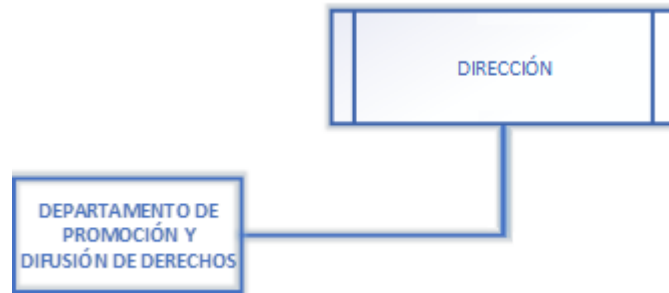 DIRECCIÓN
DEPARTAMENTO DE
PROMOCIÓN Y
DIFUSIÓN DE DERECHOS